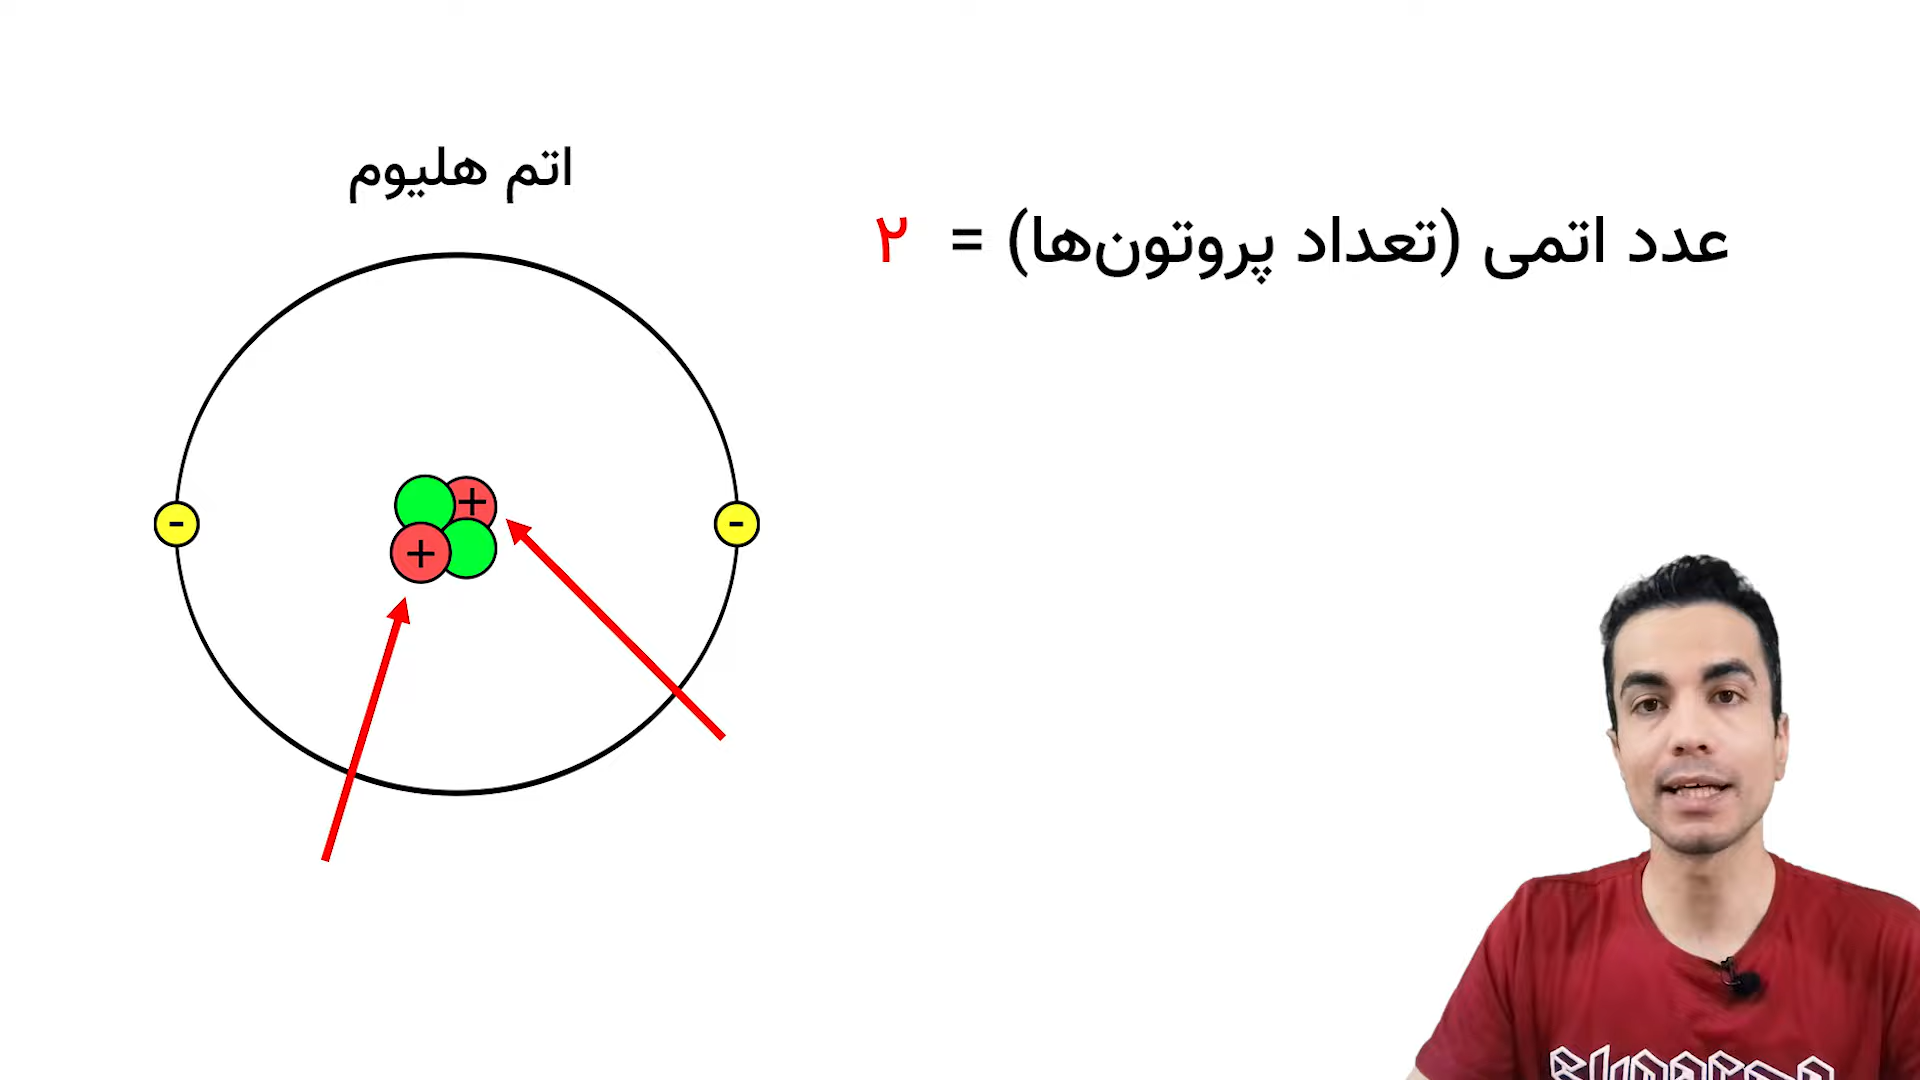 اتم هلیوم
عدد اتمی (تعداد پروتون‌ها) = ۲
+
+
-
-